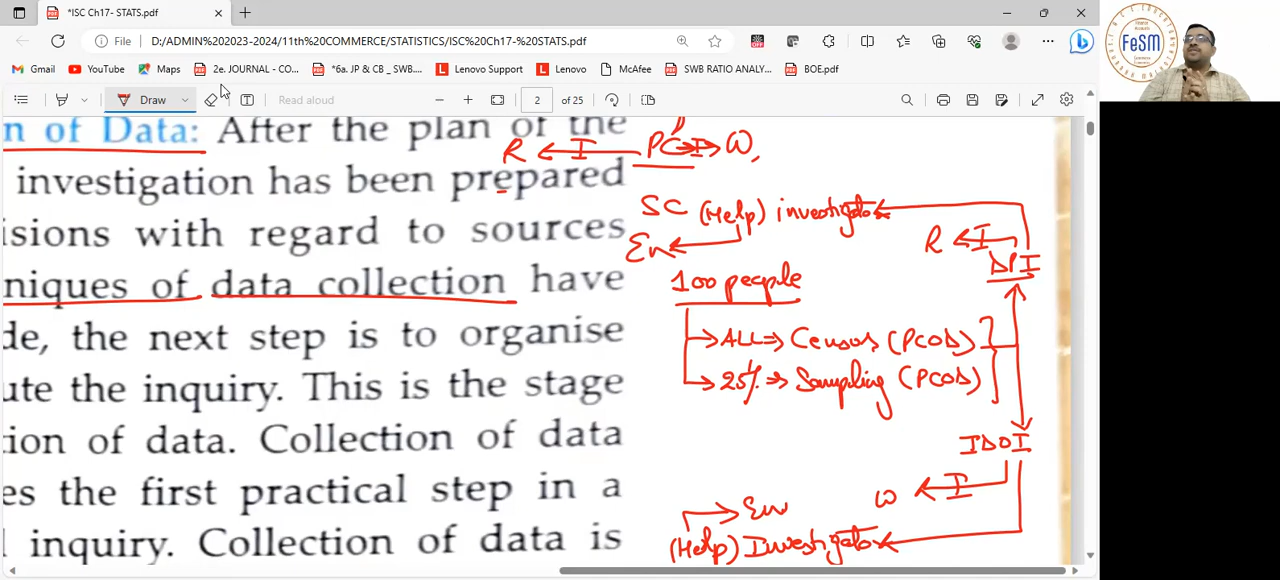 *ISC Ch17- STATS.pdf
File
D:/ADMIN%202023-2024/11th%20COMMERCE/STATISTICS/ISC%20Ch17-%20STATS.pdf
Gmail
YouTube
Maps
2e. JOURNAL - CO...
*6a. JP & CB _SWB...
Lenovo Support
Lenovo
McAfee
SWB RATIO ANALY...
BOE.pdf
Draw
Read aloud
2
of 25
n of Data: After the plan of the
investigation has been prepared
isions with regard to sources
niques of data collection have
de, the next step is to organise
ute the inquiry. This is the stage
ion of data. Collection of data
es the first practical step in a
l inquiry. Collection of data is
R I I W,
SC (Help) investigator
En
R I
DPI
100 people
ALL ⇒ Census (PCOD)
25% ⇒ Sampling (PCOD)
IDOI
W I
En
(Help) Investigator
FeSM